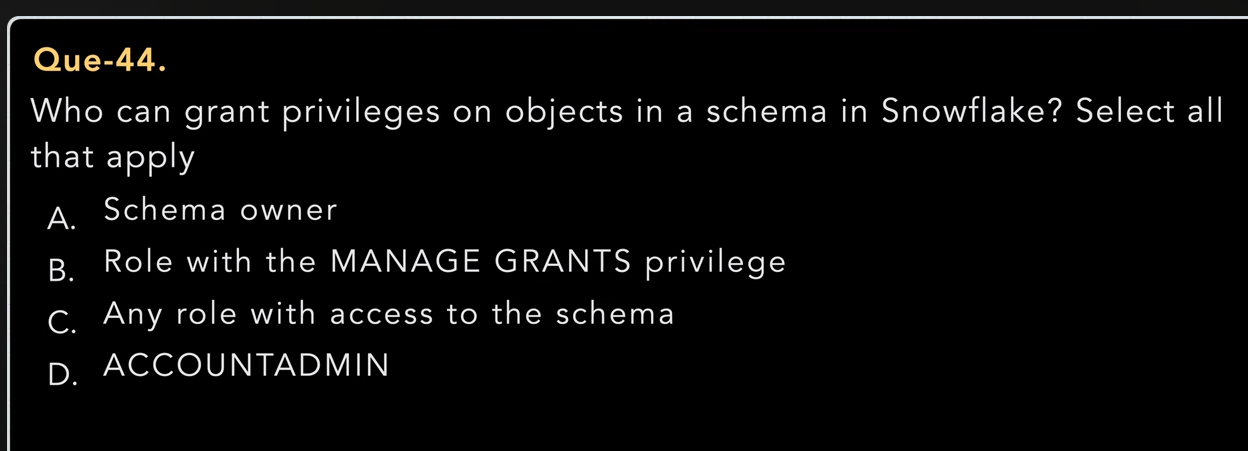 Que-44.
Who can grant privileges on objects in a schema in Snowflake? Select all
that apply
A. Schema owner
B. Role with the MANAGE GRANTS privilege
C. Any role with access to the schema
D. ACCOUNTADMIN